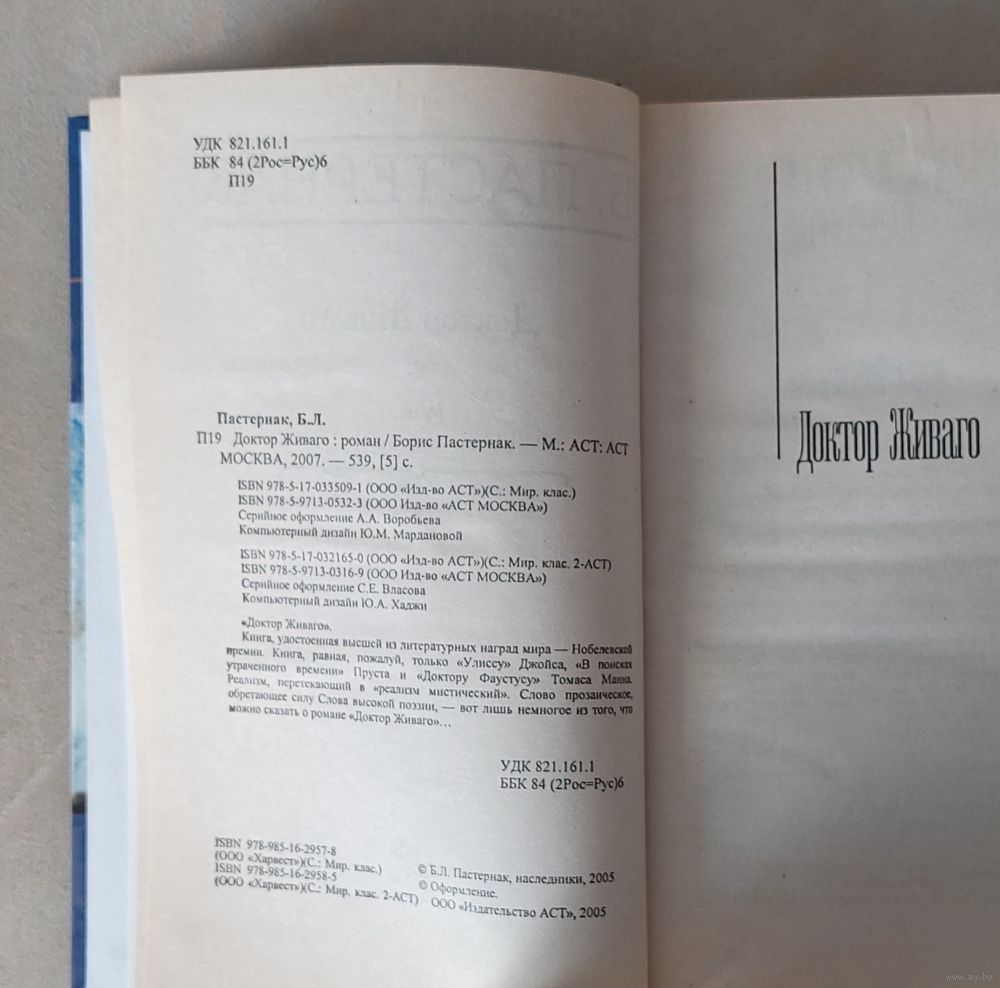 УДК 821.161.1
ББК 84 (2Рос=Рус)6
П19
Пастернак, Б.Л.
П19 Доктор Живаго : роман / Борис Пастернак. — М.: АСТ: АСТ
МОСКВА, 2007. — 539, [5] с.
ISBN 978-5-17-033509-1 (ООО «Изд-во АСТ»)(С.: Мир. клас.)
ISBN 978-5-9713-0532-3 (ООО Изд-во «АСТ МОСКВА»)
Серийное оформление А.А. Воробьева
Компьютерный дизайн Ю.М. Мардановой
ISBN 978-5-17-032165-0 (ООО «Изд-во АСТ»)(С.: Мир. клас. 2-АСТ)
ISBN 978-5-9713-0316-9 (ООО Изд-во «АСТ МОСКВА»)
Серийное оформление С.Е. Власова
Компьютерный дизайн Ю.А. Хаджи
«Доктор Живаго».
Книга, удостоенная высшей из литературных наград мира — Нобелевской
премии. Книга, равная, пожалуй, только «Улиссу» Джойса, «В поисках
утраченного времени» Пруста и «Доктору Фаустусу» Томаса Манна.
Реализм, перетекающий в «реализм мистический». Слово прозаическое,
обретающее силу Слова высокой поэзии, — вот лишь немногое из того, что
можно сказать о романе «Доктор Живаго»...
УДК 821.161.1
ББК 84 (2Рос=Рус)6
ISBN 978-985-16-2957-8
(ООО «Харвест»)(С.: Мир. клас.)
ISBN 978-985-16-2958-5
(ООО «Харвест»)(С.: Мир. клас. 2-АСТ)
© Б.Л. Пастернак, наследники, 2005
© Оформление.
ООО «Издательство АСТ», 2005
Доктор Живаго
www.ay.by